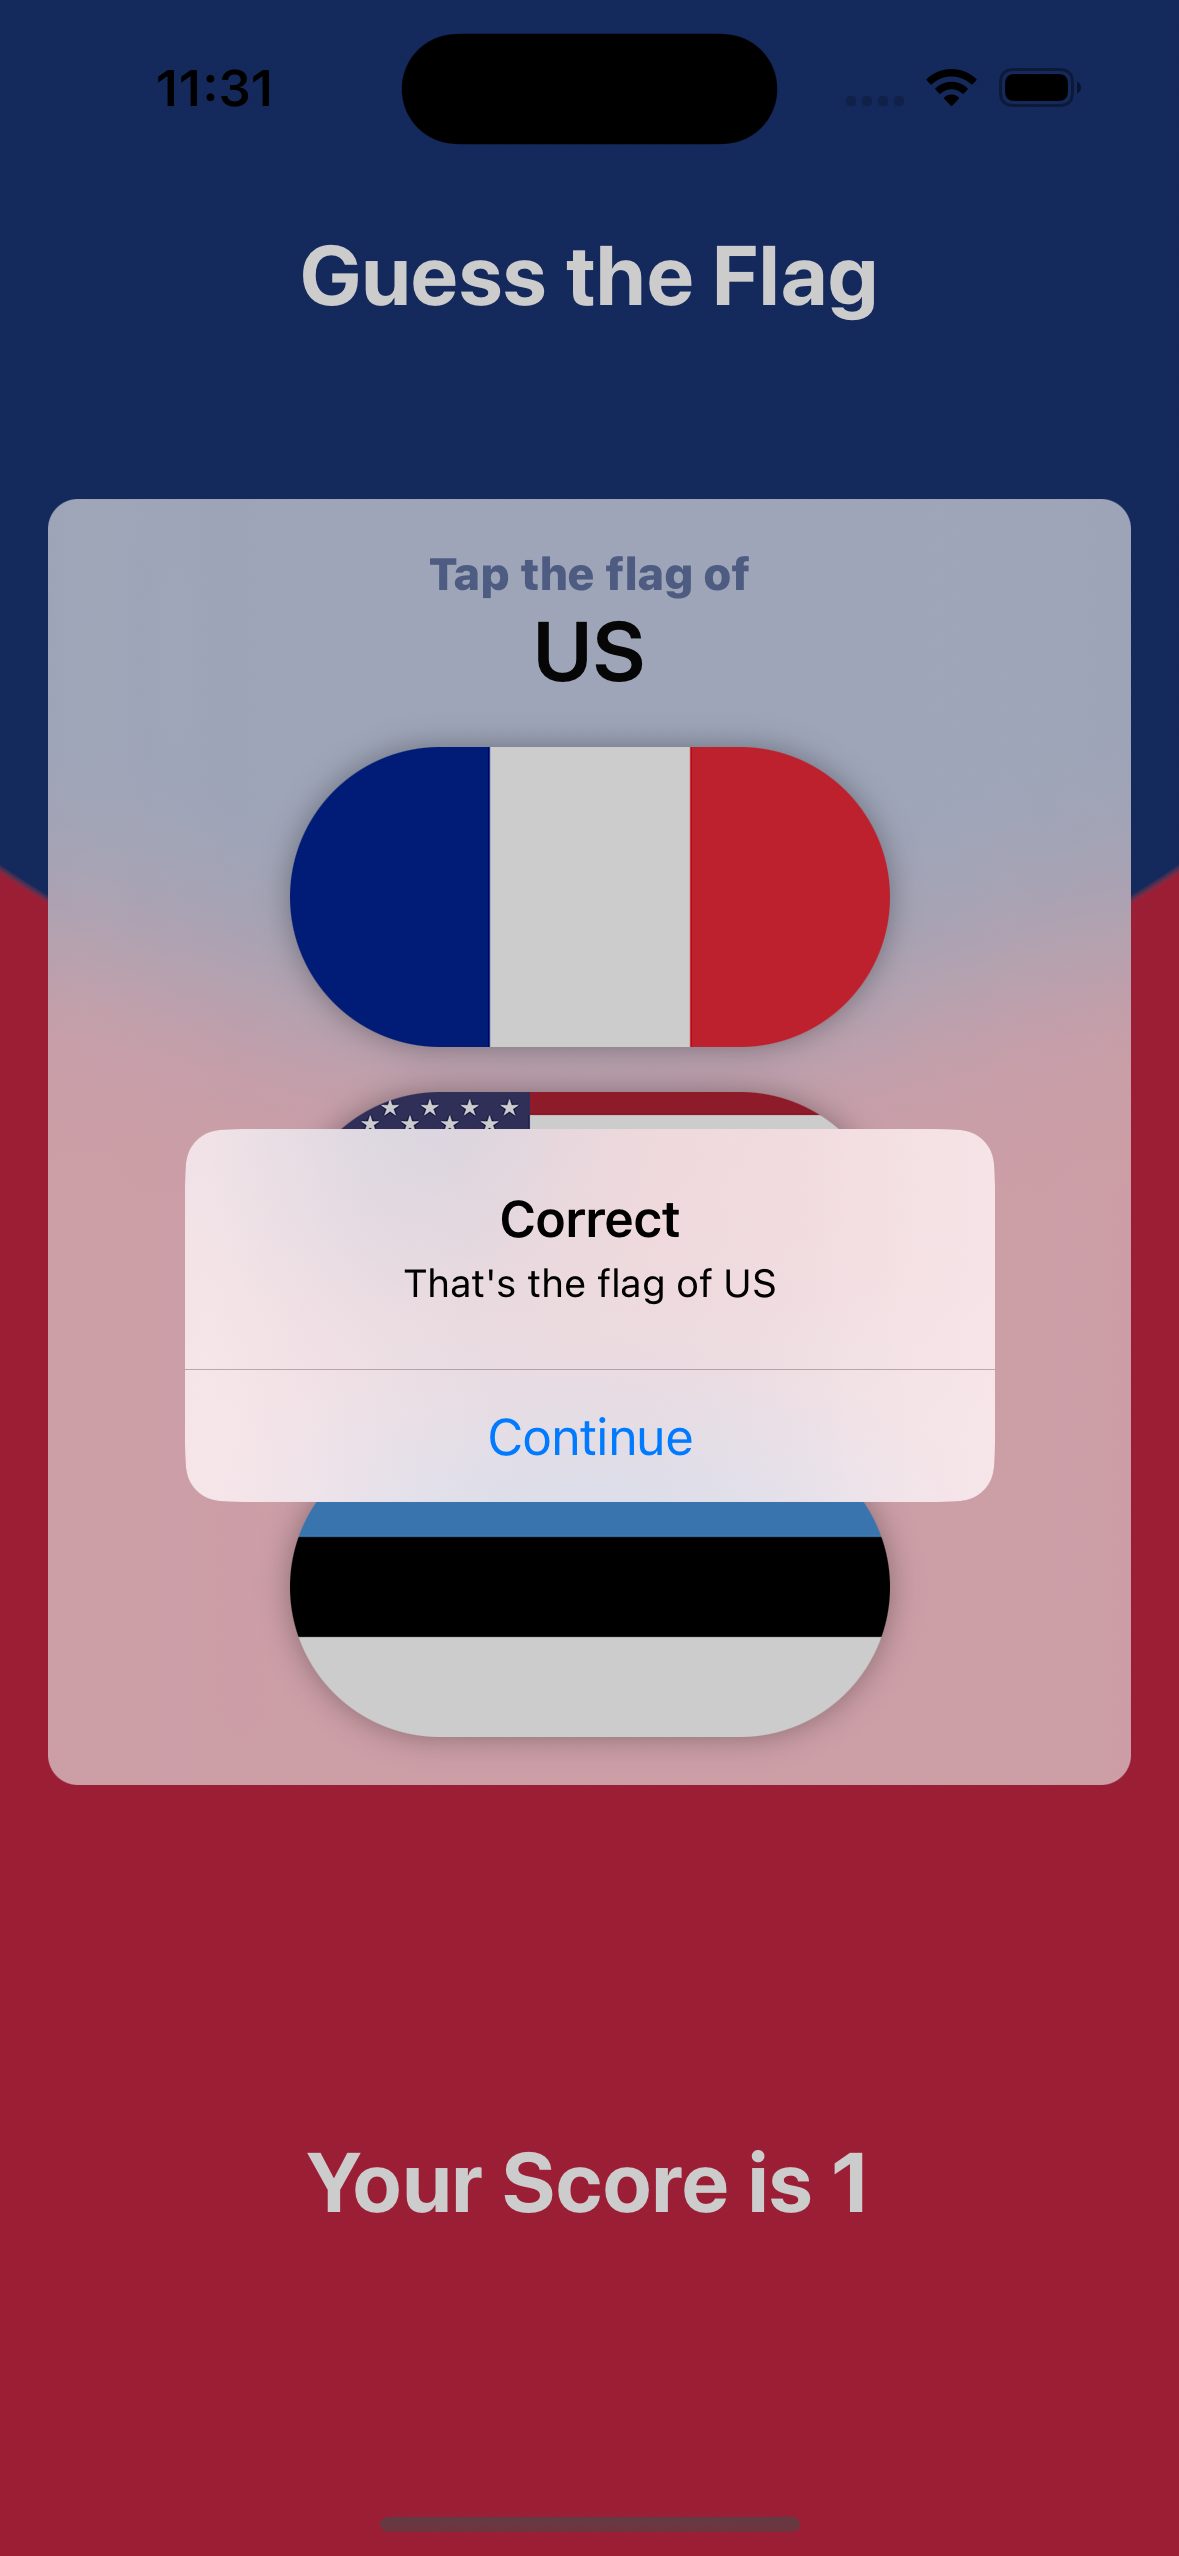 11:31
Guess the Flag
Tap the flag of
US
Correct
That's the flag of US
Continue
Your Score is 1